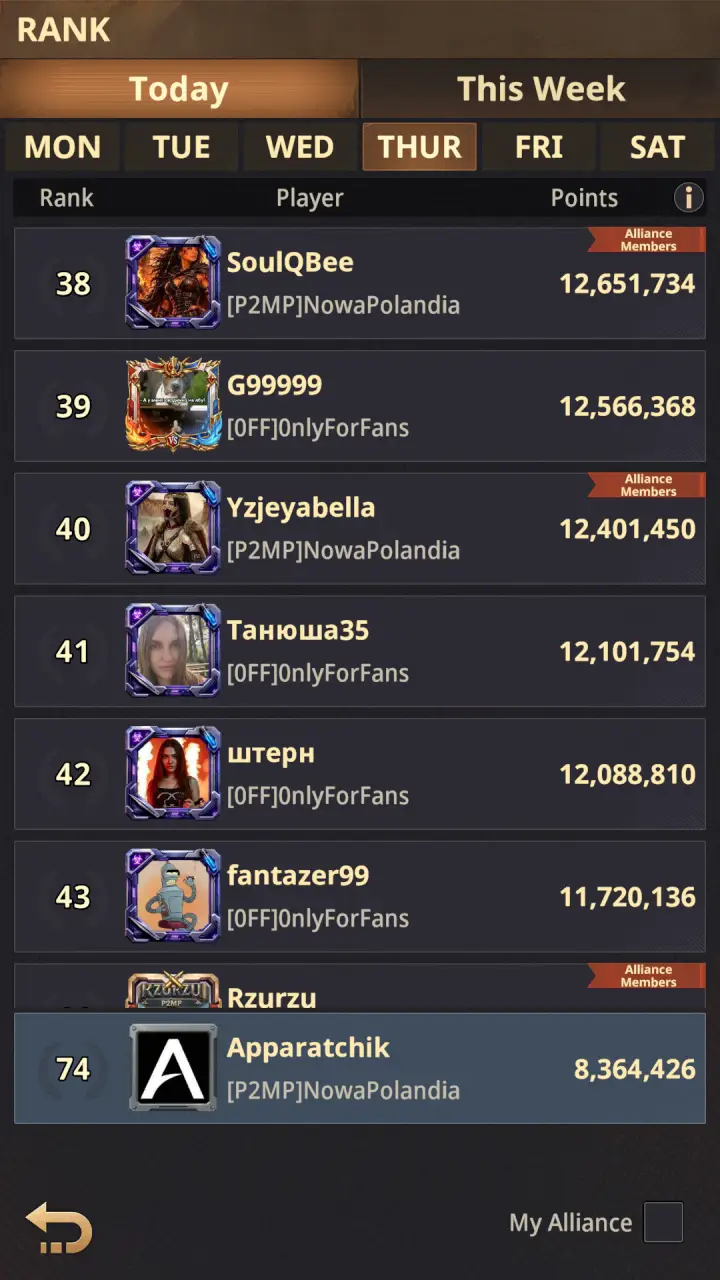 RANK
Today
This Week
MON TUE WED THUR FRI SAT
Rank Player Points i
Alliance
Members
38 SoulQBee 12,651,734
[P2MP]NowaPolandia
39 G99999 12,566,368
[0FF]0nlyForFans
VS
Alliance
Members
40 Yzjeyabella 12,401,450
[P2MP]NowaPolandia
41 Танюша35 12,101,754
[0FF]0nlyForFans
42 штерн 12,088,810
[0FF]0nlyForFans
43 fantazer99 11,720,136
[0FF]0nlyForFans
Alliance
Members
RZURZU
P2MP
Rzurzu
74 Apparatchik 8,364,426
[P2MP]NowaPolandia
My Alliance